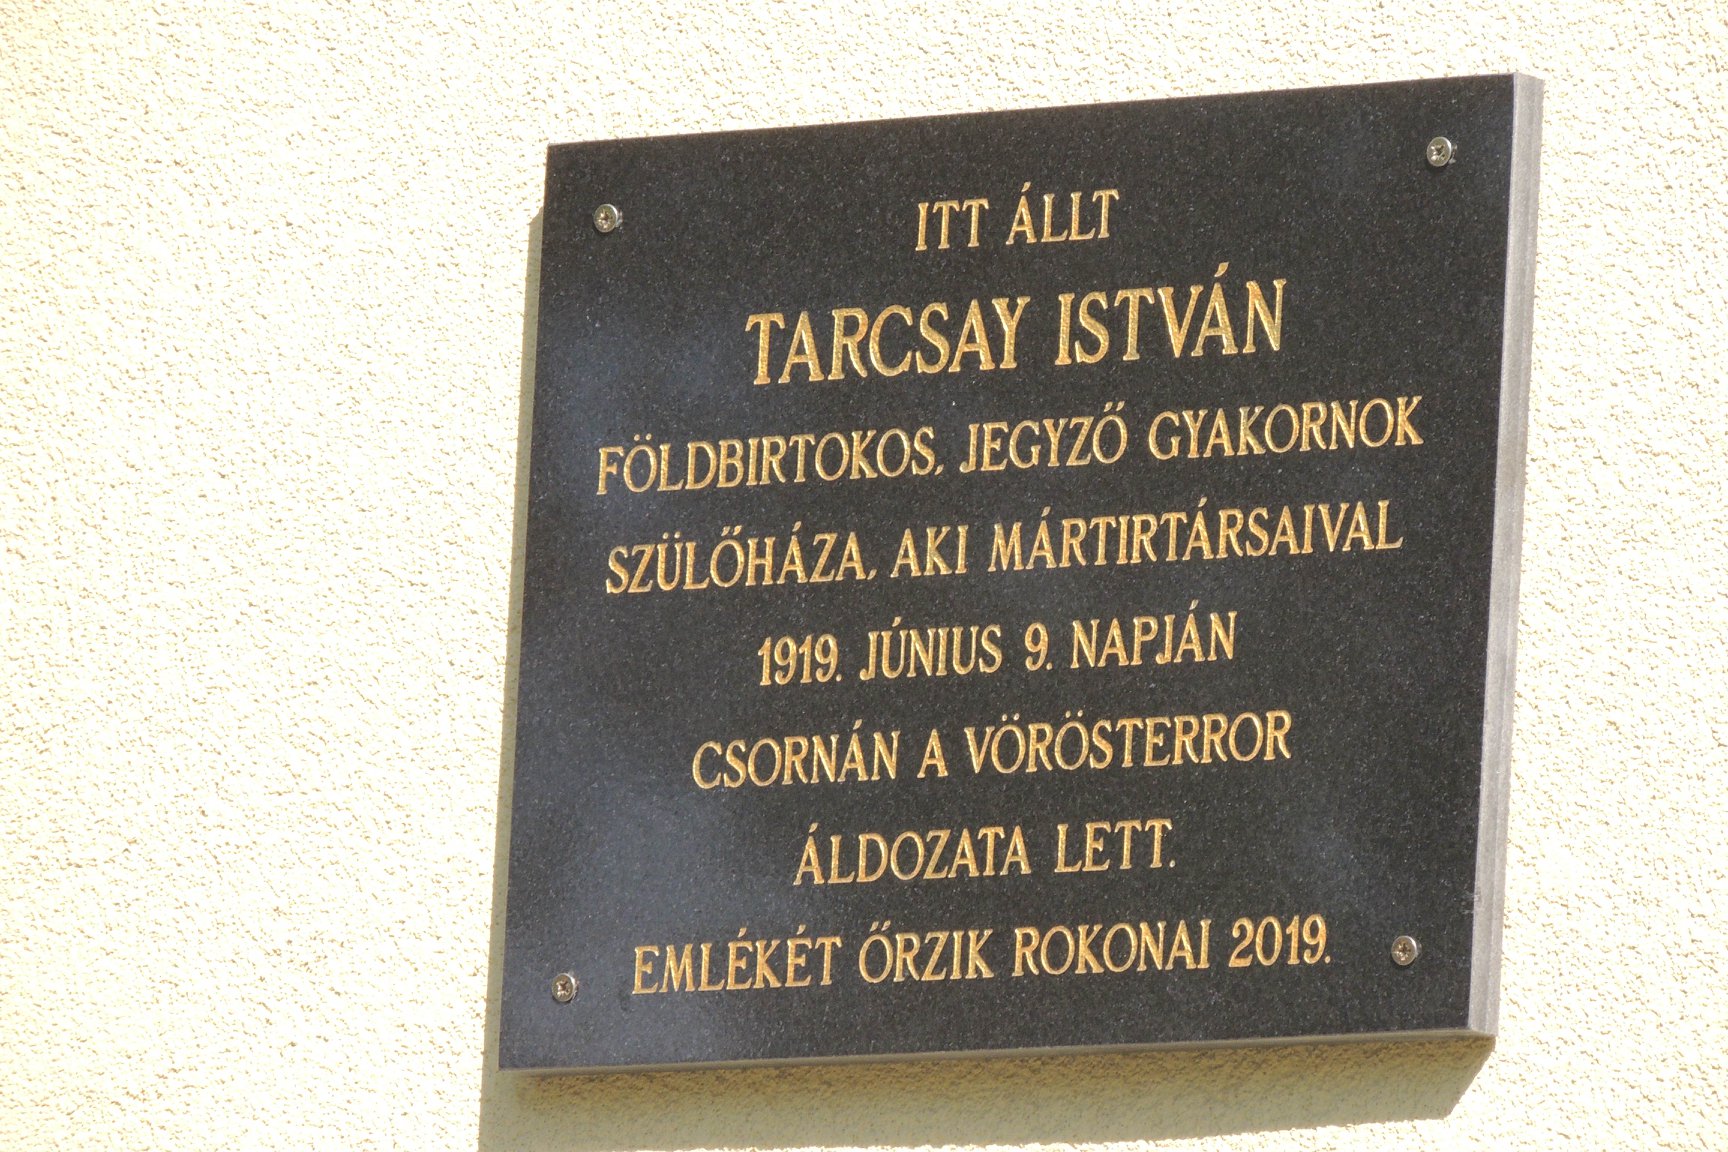 ITT ÁLLT
TARCSAY ISTVÁN
FÖLDBIRTOKOS, JEGYZŐ GYAKORNOK
SZÜLŐHÁZA, AKI MÁRTIRTÁRSAIVAL
1919. JÚNIUS 9. NAPJÁN
CSORNÁN A VÖRÖSTERROR
ÁLDOZATA LETT.
EMLÉKÉT ŐRZIK ROKONAI 2019.